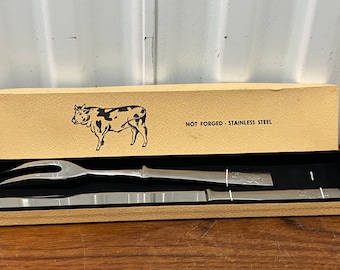 NOT FORGED - STAINLESS STEEL